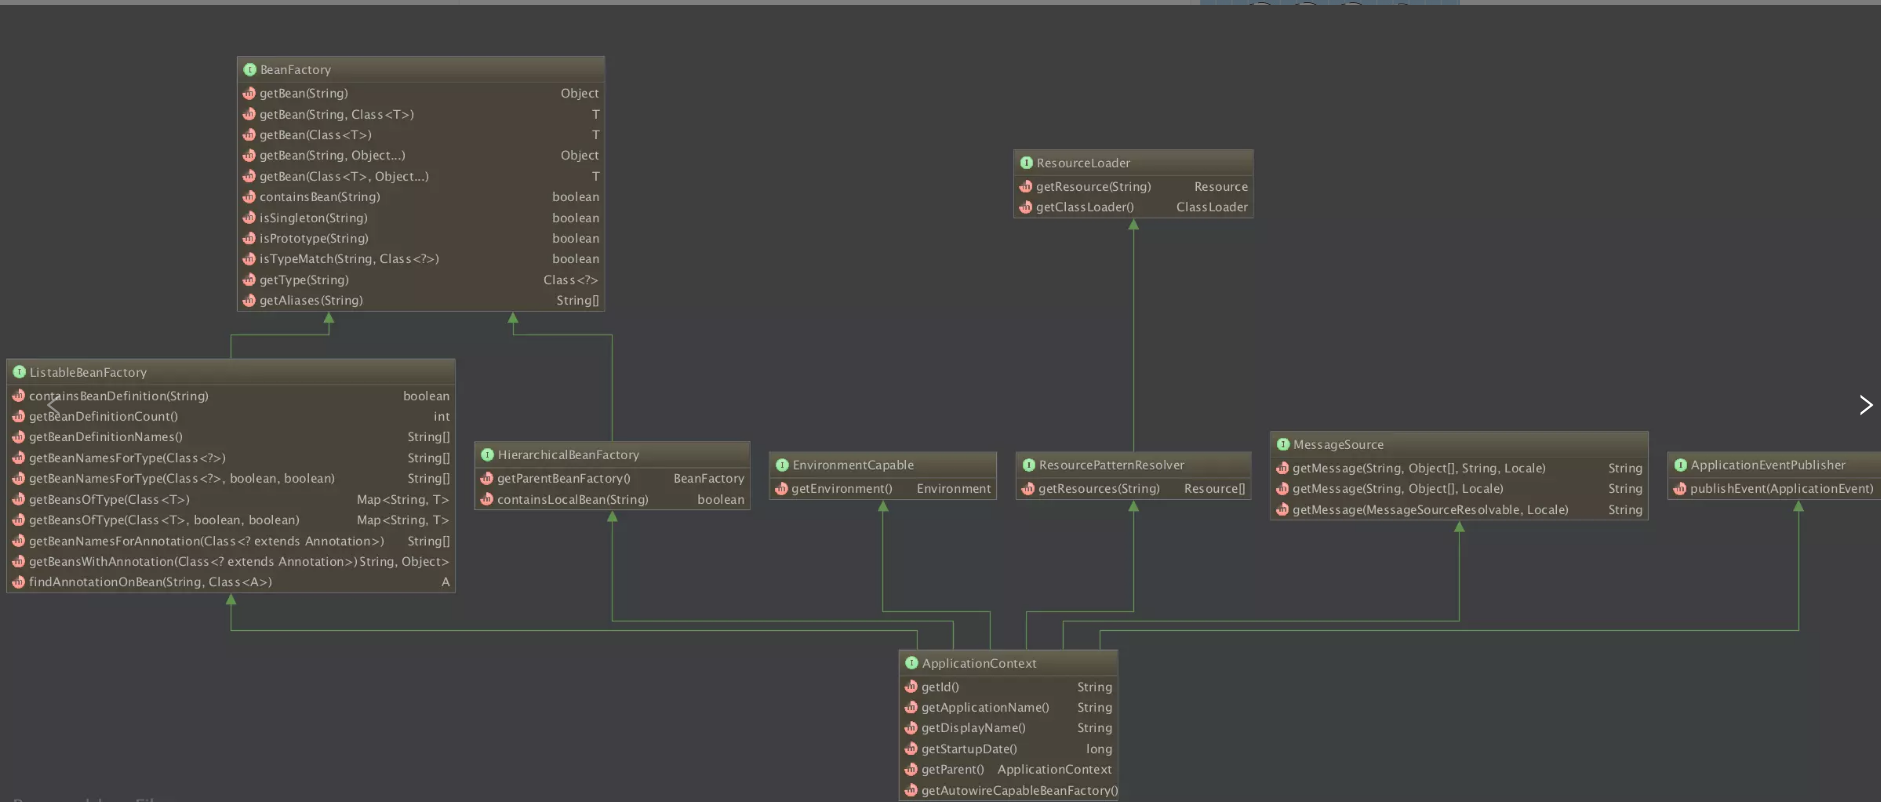 BeanFactory
getBean(String) Object
getBean(String, Class<T>) T
getBean(Class<T>) T
getBean(String, Object...) Object
getBean(Class<T>, Object...) T
containsBean(String) boolean
isSingleton(String) boolean
isPrototype(String) boolean
isTypeMatch(String, Class<?>) boolean
getType(String) Class<?>
getAliases(String) String[]
ResourceLoader
getResource(String) Resource
getClassLoader() ClassLoader
ListableBeanFactory
containsBeanDefinition(String) boolean
getBeanDefinitionCount() int
getBeanDefinitionNames() String[]
getBeanNamesForType(Class<?>) String[]
getBeanNamesForType(Class<?>, boolean, boolean) String[]
getBeansOfType(Class<T>) Map<String, T>
getBeansOfType(Class<T>, boolean, boolean) Map<String, T>
getBeanNamesForAnnotation(Class<? extends Annotation>) String[]
getBeansWithAnnotation(Class<? extends Annotation>) String, Object>
findAnnotationOnBean(String, Class<A>) A
HierarchicalBeanFactory
getParentBeanFactory() BeanFactory
containsLocalBean(String) boolean
EnvironmentCapable
getEnvironment() Environment
ResourcePatternResolver
getResources(String) Resource[]
MessageSource
getMessage(String, Object[], String, Locale) String
getMessage(String, Object[], Locale) String
getMessage(MessageSourceResolvable, Locale) String
ApplicationEventPublisher
publishEvent(ApplicationEvent)
ApplicationContext
getId() String
getApplicationName() String
getDisplayName() String
getStartupDate() long
getParent() ApplicationContext
getAutowireCapableBeanFactory()